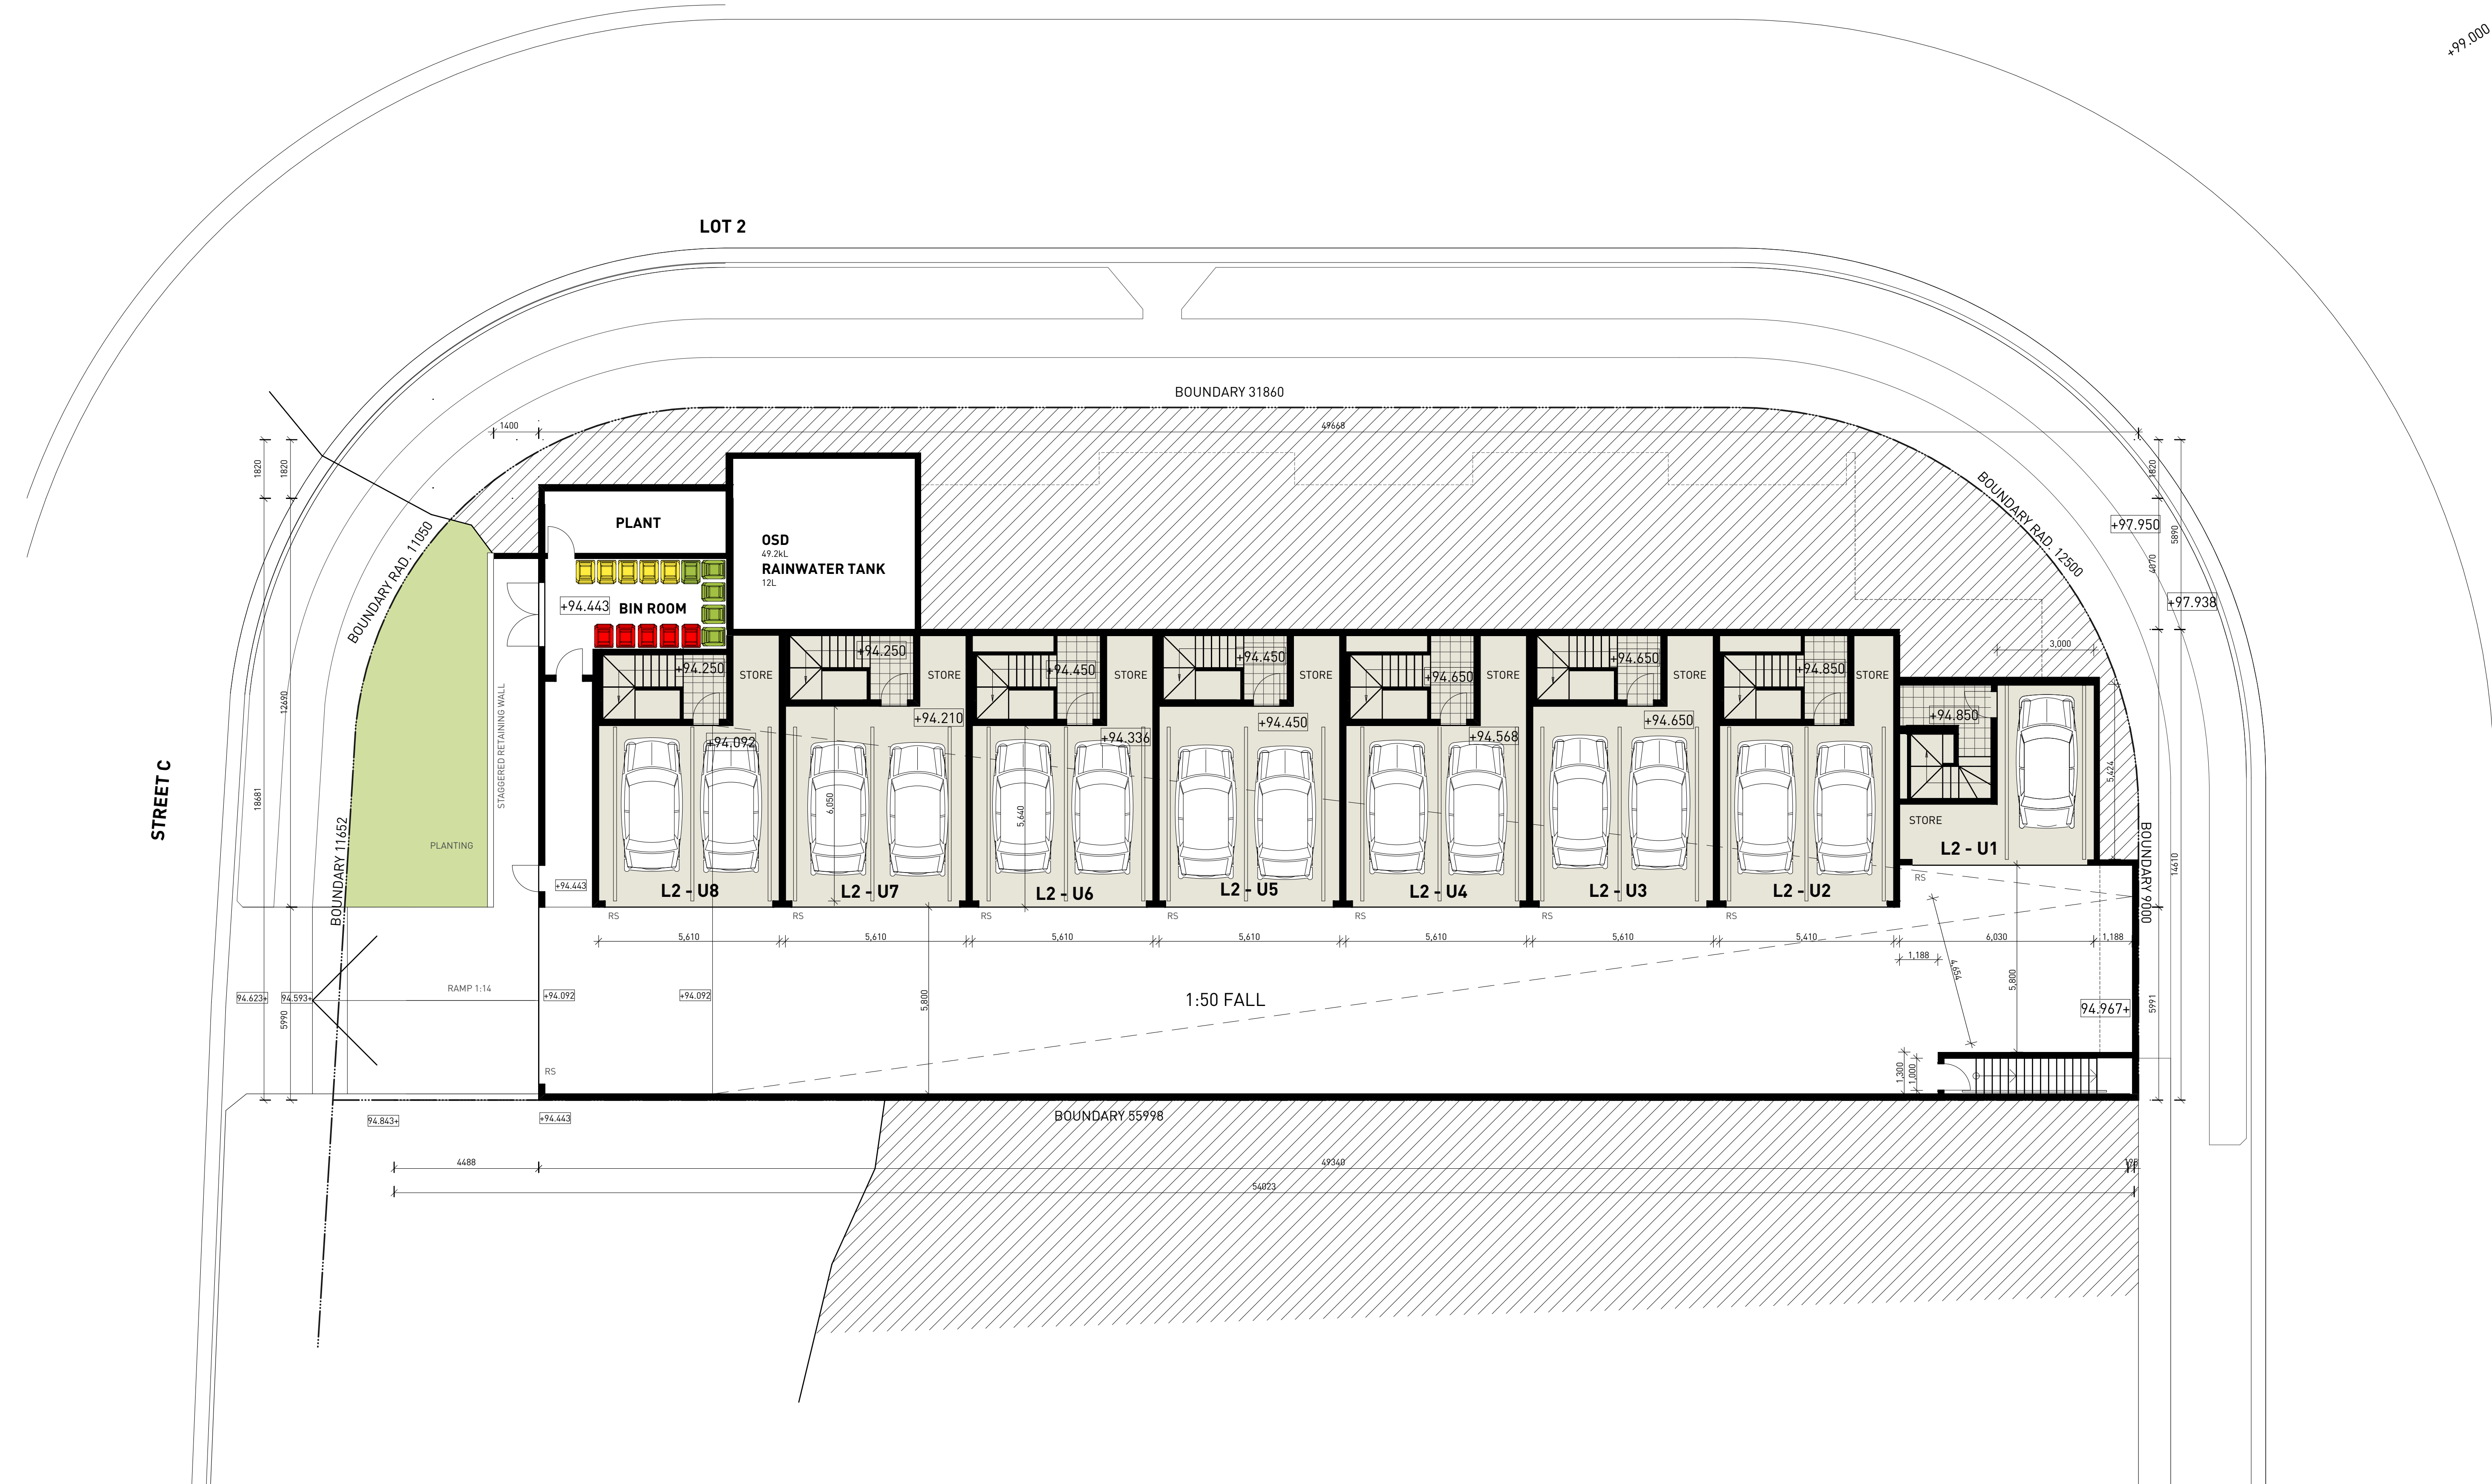 +99.000
LOT 2
BOUNDARY 31860
1400
49668
1820
1820
1820
BOUNDARY RAD. 11050
BOUNDARY RAD. 12500
+97.950
5890
4070
+97.938
PLANT
OSD
49.2kL
RAINWATER TANK
12L
+94.443
BIN ROOM
+94.250
STORE
+94.250
STORE
+94.450
STORE
+94.450
STORE
+94.650
STORE
+94.650
STORE
+94.850
STORE
3,000
+94.850
5,424
STORE
+94.092
+94.210
+94.336
+94.450
+94.568
+94.650
12690
18681
STAGGERED RETAINING WALL
STREET C
PLANTING
BOUNDARY 11652
6,050
5,640
L2 - U8
L2 - U7
L2 - U6
L2 - U5
L2 - U4
L2 - U3
L2 - U2
L2 - U1
BOUNDARY 9000
14610
+94.443
RS
RS
RS
RS
RS
RS
RS
RS
5,610
5,610
5,610
5,610
5,610
5,610
5,410
6,030
1,188
1,188
4,654
5,800
94.623+
94.593+
RAMP 1:14
+94.092
+94.092
5,800
1:50 FALL
94.967+
5991
5990
RS
1,300
1,000
94.843+
+94.443
BOUNDARY 55998
4488
49340
195
54023